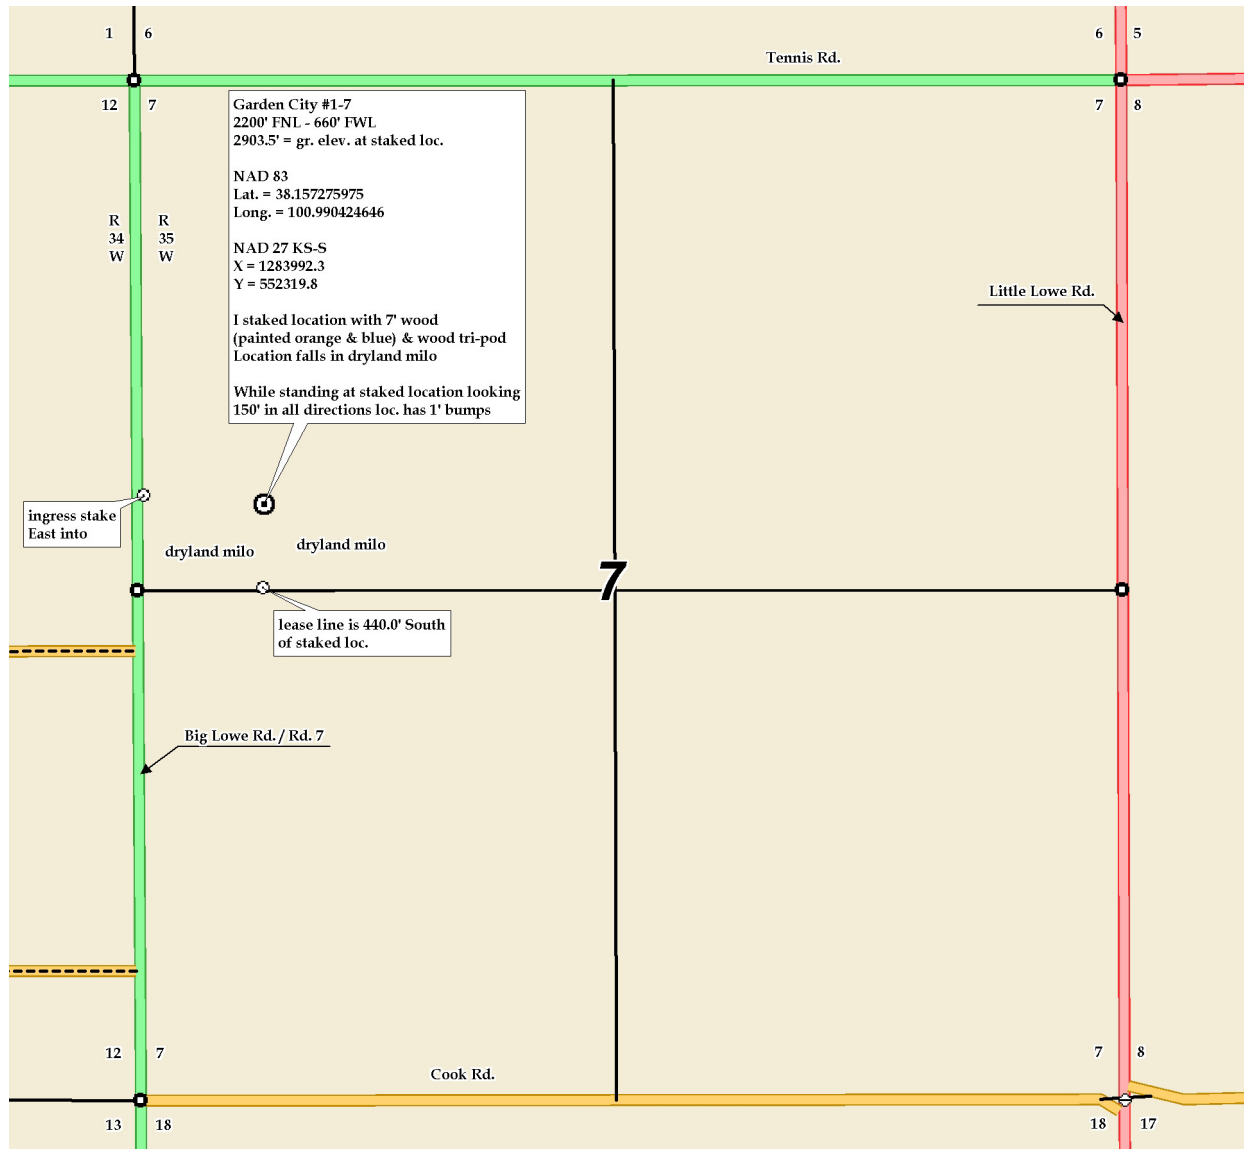 1 6
6 5
Tennis Rd.
12 7
7 8
Garden City #1-7
2200' FNL - 660' FWL
2903.5' = gr. elev. at staked loc.
NAD 83
Lat. = 38.157275975
Long. = 100.990424646
NAD 27 KS-S
X = 1283992.3
Y = 552319.8
I staked location with 7' wood
(painted orange & blue) & wood tri-pod
Location falls in dryland milo
While standing at staked location looking
150' in all directions loc. has 1' bumps
R R
34 35
W W
Little Lowe Rd.
ingress stake
East into
dryland milo
dryland milo
7
lease line is 440.0' South
of staked loc.
Big Lowe Rd. / Rd. 7
12 7
7 8
Cook Rd.
13 18
18 17